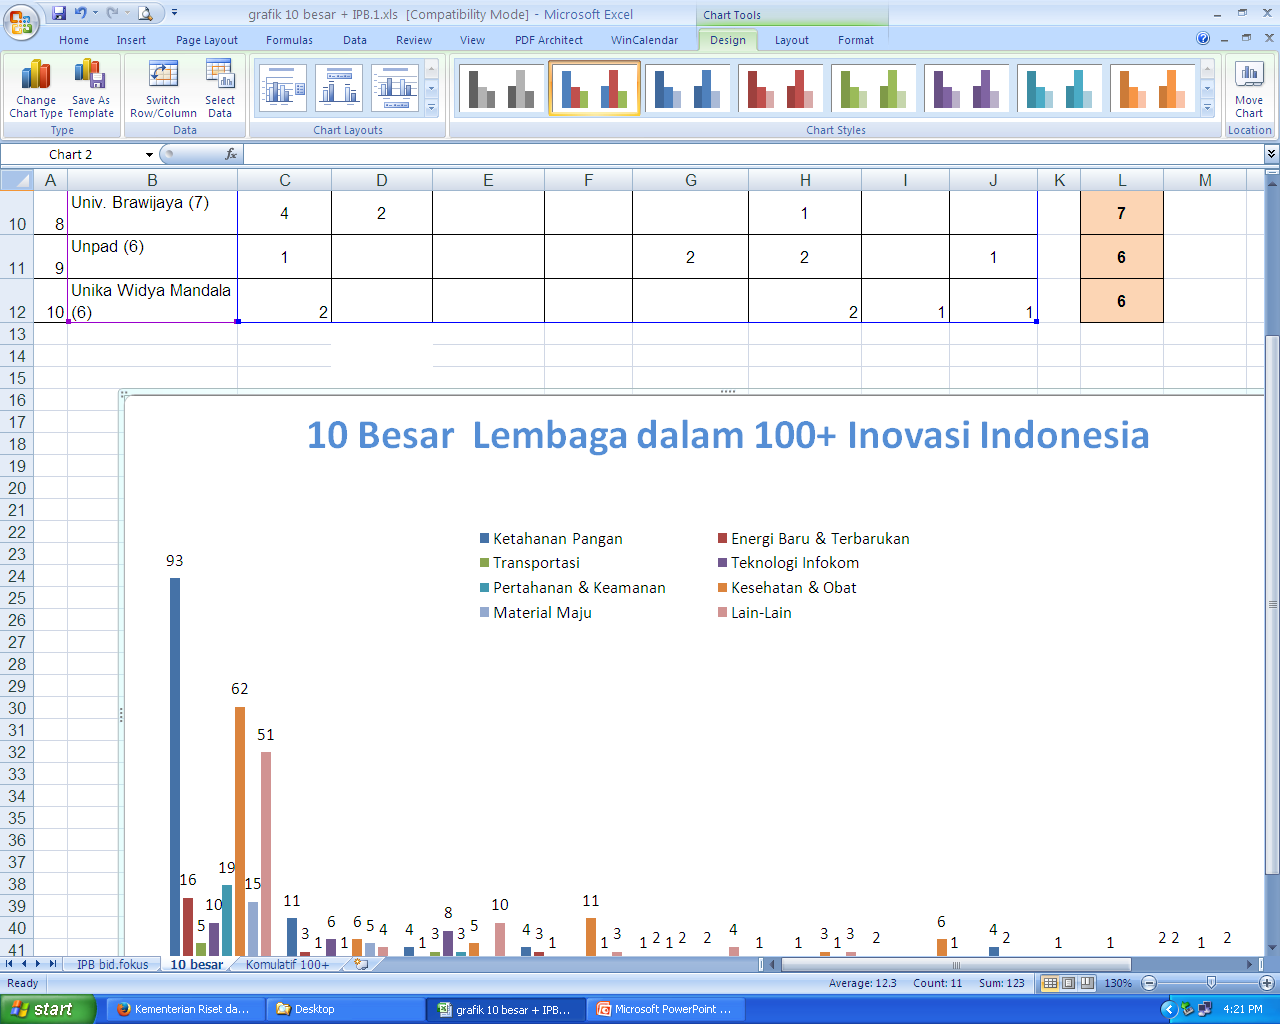 grafik 10 besar + IPB.1.xls [Compatibility Mode] - Microsoft Excel
Chart Tools
Home Insert Page Layout Formulas Data Review View PDF Architect WinCalendar Design Layout Format
Change Chart Type
Save As Template
Switch Row/Column
Select Data
Move Chart
Type Data Chart Layouts Chart Styles Location
Chart 2 fx
A B C D E F G H I J K L M
10 8 Univ. Brawijaya (7) 4 2 1 7
11 9 Unpad (6) 1 2 2 1 6
12 10 Unika Widya Mandala (6) 2 2 1 1 6
13
14
15
16
17
18
19
20
21
22
23
24
25
26
27
28
29
30
31
32
33
34
35
36
37
38
39
40
41
10 Besar Lembaga dalam 100+ Inovasi Indonesia
Ketahanan Pangan Energi Baru & Terbarukan
Transportasi Teknologi Infokom
Pertahanan & Keamanan Kesehatan & Obat
Material Maju Lain-Lain
93 16 5 10 19 62 15 51
11 3 1 6 1 6 5 4
4 1 3 8 3 5 10
4 3 1 11 1 3
1 2 1 2 2 4
1 1 3 1 3 2
6 1 4 2 1
1 2 2 1 2
IPB bid.fokus 10 besar Komulatif 100+
Ready Average: 12.3 Count: 11 Sum: 123 130%
start Kementerian Riset da... Desktop grafik 10 besar + IPB... Microsoft PowerPoint ... 4:21 PM